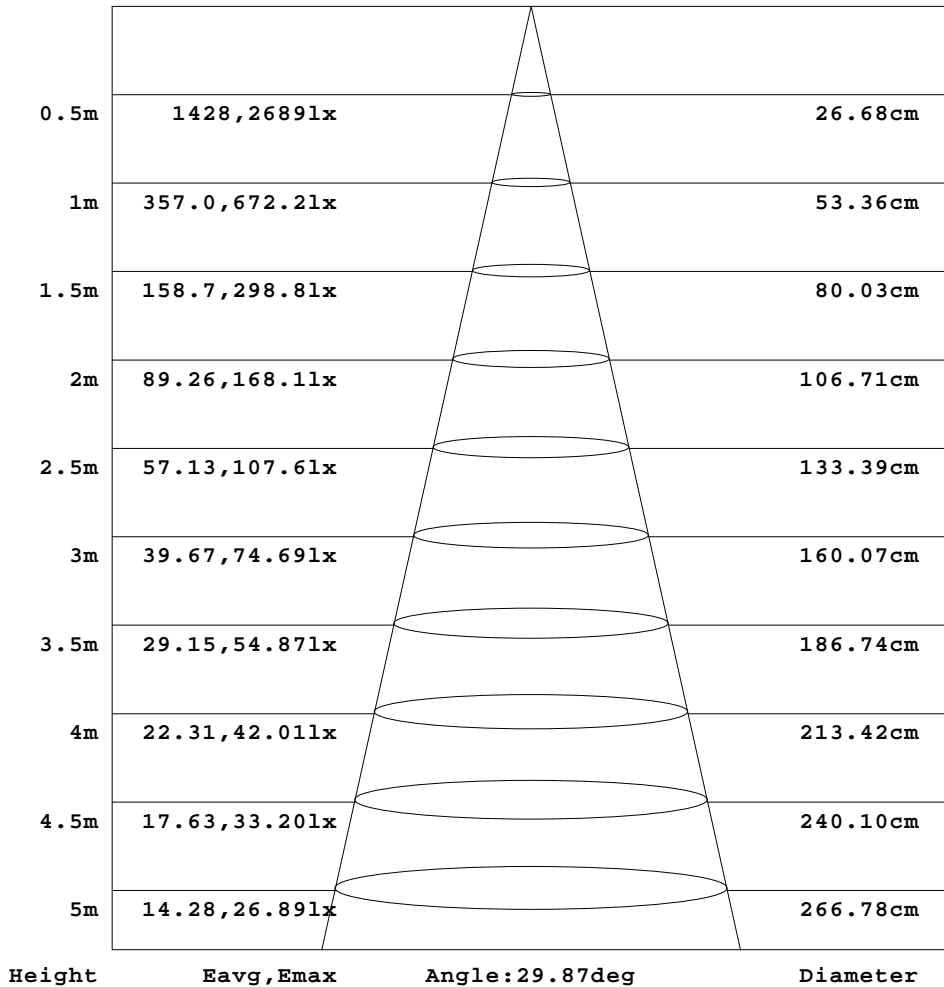 0.5m 1428,2689lx 26.68cm
1m 357.0,672.2lx 53.36cm
1.5m 158.7,298.8lx 80.03cm
2m 89.26,168.1lx 106.71cm
2.5m 57.13,107.6lx 133.39cm
3m 39.67,74.69lx 160.07cm
3.5m 29.15,54.87lx 186.74cm
4m 22.31,42.01lx 213.42cm
4.5m 17.63,33.20lx 240.10cm
5m 14.28,26.89lx 266.78cm
Height Eavg,Emax Angle:29.87deg Diameter